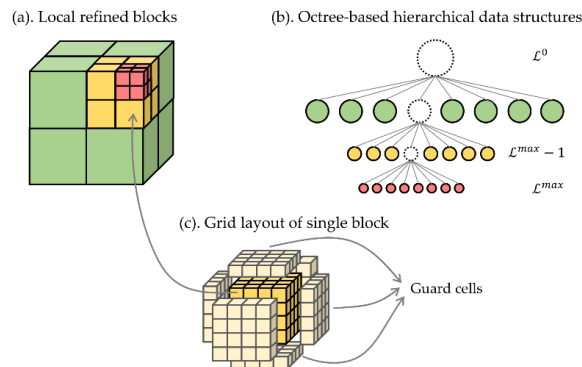 (a). Local refined blocks
(b). Octree-based hierarchical data structures
ℒ⁰
ℒᵐᵃˣ − 1
ℒᵐᵃˣ
(c). Grid layout of single block
Guard cells